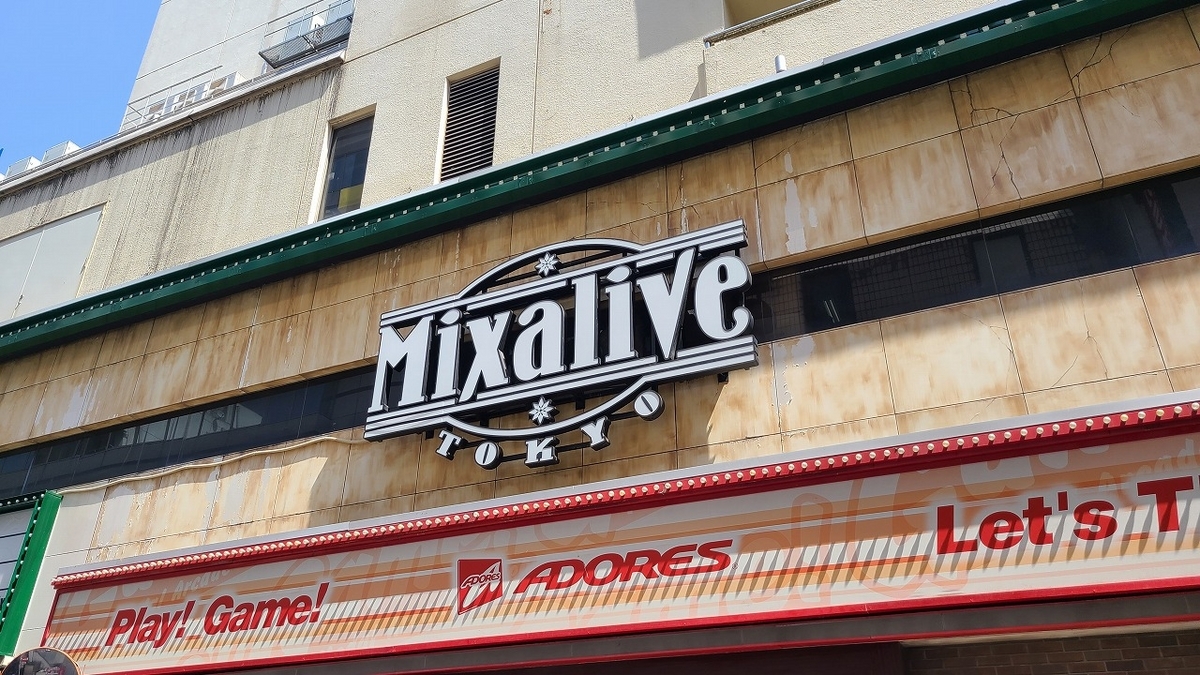 Mixalive
TOKYO
Play! Game!
ADORES
ADORES
Let's T